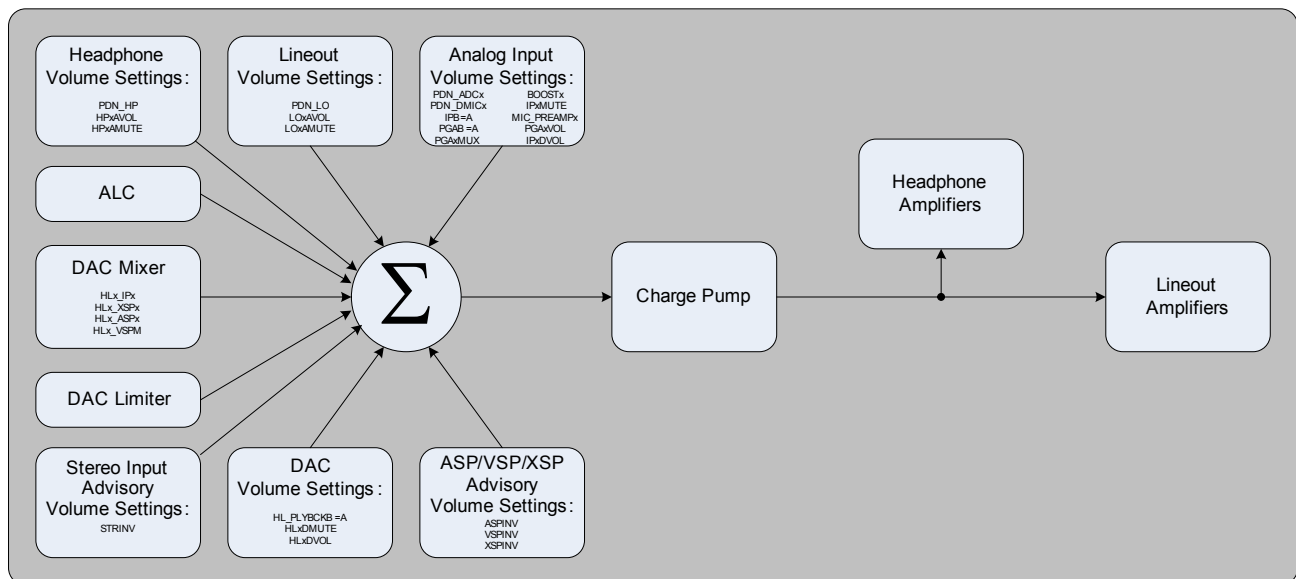 Headphone
Volume Settings:
PDN_HP
HPxAVOL
HPxAMUTE
Lineout
Volume Settings:
PDN_LO
LOxAVOL
LOxAMUTE
Analog Input
Volume Settings:
PDN_ADCx
PDN_DMICx
IPB=A
PGAB=A
PGAxMUX
BOOSTx
IPxMUTE
MIC_PREAMPx
PGAxVOL
IPxDVOL
ALC
DAC Mixer
HLx_IPx
HLx_XSPx
HLx_ASPx
HLx_VSPM
DAC Limiter
Stereo Input
Advisory
Volume Settings:
STRINV
DAC
Volume Settings:
HL_PLYBCKB=A
HLxDMUTE
HLxDVOL
ASP/VSP/XSP
Advisory
Volume Settings:
ASPINV
VSPINV
XSPINV
Σ
Charge Pump
Headphone
Amplifiers
Lineout
Amplifiers